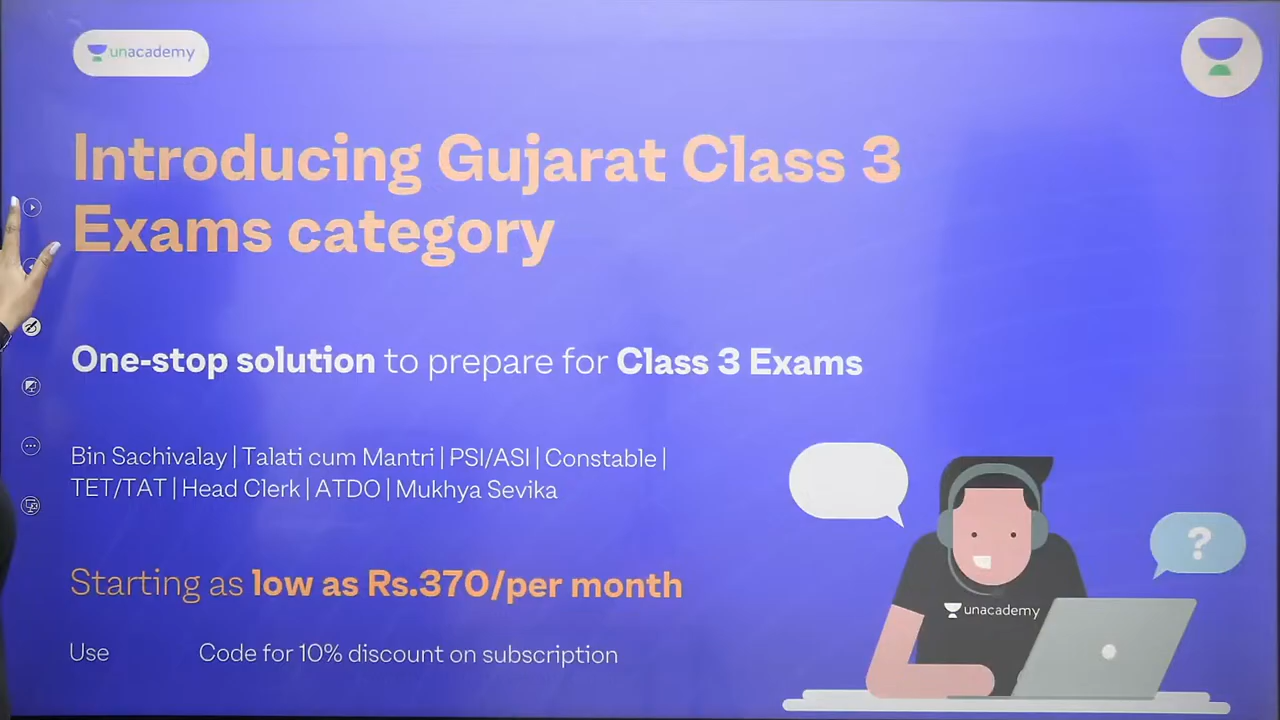 unacademy
Introducing Gujarat Class 3
Exams category
One-stop solution to prepare for Class 3 Exams
Bin Sachivalay | Talati cum Mantri | PSI/ASI | Constable |
TET/TAT | Head Clerk | ATDO | Mukhya Sevika
?
unacademy
Starting as low as Rs.370/per month
Use Code for 10% discount on subscription